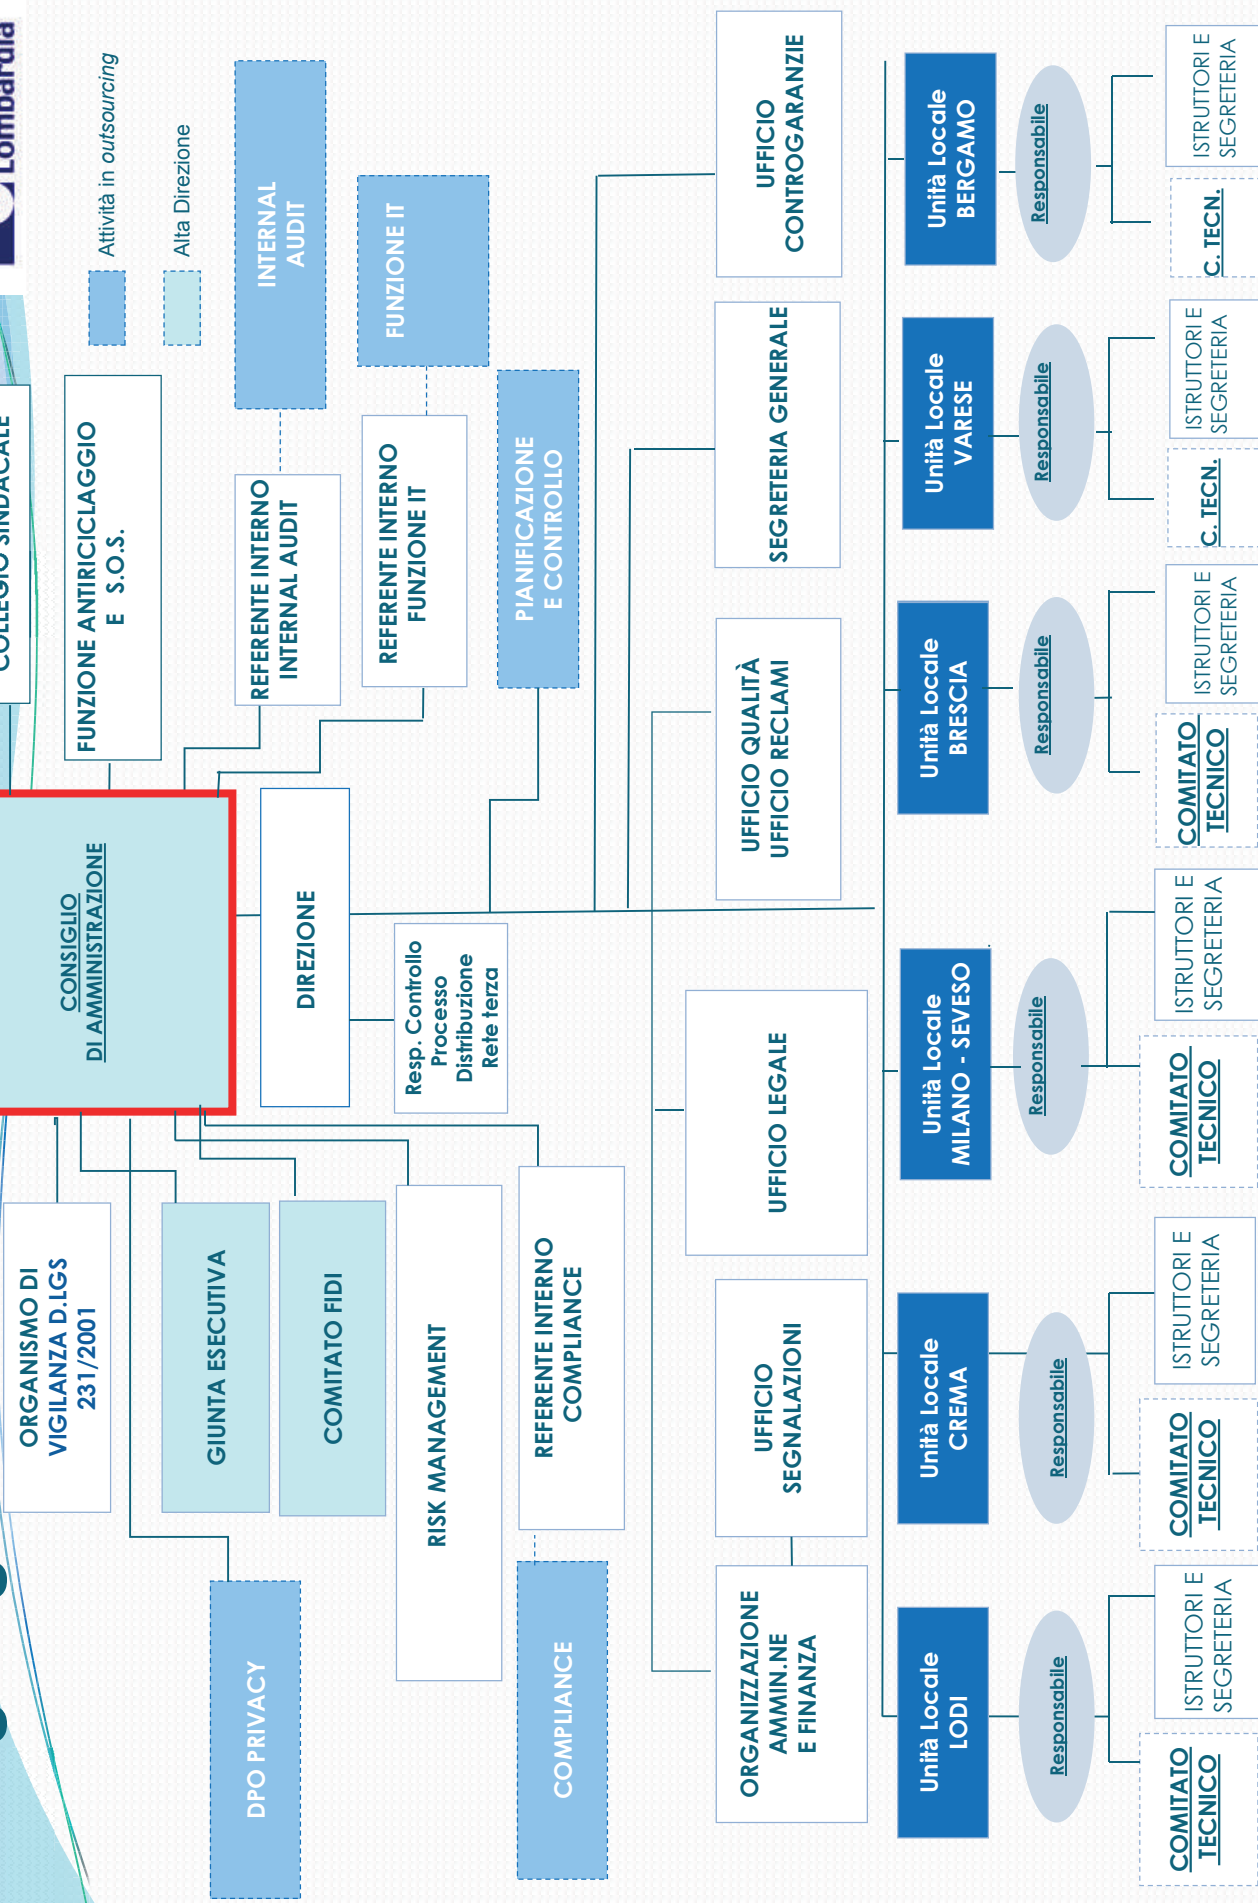 Lombardia
Attività in outsourcing
Alta Direzione
COLLEGIO SINDACALE
CONSIGLIO
DI AMMINISTRAZIONE
ORGANISMO DI
VIGILANZA D.LGS
231/2001
FUNZIONE ANTIRICICLAGGIO
E S.O.S.
GIUNTA ESECUTIVA
DPO PRIVACY
REFERENTE INTERNO
INTERNAL AUDIT
INTERNAL
AUDIT
DIREZIONE
COMITATO FIDI
REFERENTE INTERNO
FUNZIONE IT
FUNZIONE IT
RISK MANAGEMENT
Resp. Controllo
Processo
Distribuzione
Rete terza
PIANIFICAZIONE
E CONTROLLO
COMPLIANCE
REFERENTE INTERNO
COMPLIANCE
ORGANIZZAZIONE
AMMIN.NE
E FINANZA
UFFICIO
SEGNALAZIONI
UFFICIO LEGALE
UFFICIO QUALITÀ
UFFICIO RECLAMI
SEGRETERIA GENERALE
UFFICIO
CONTROGARANZIE
Unità Locale
LODI
Unità Locale
CREMA
Unità Locale
MILANO - SEVESO
Unità Locale
BRESCIA
Unità Locale
VARESE
Unità Locale
BERGAMO
Responsabile
Responsabile
Responsabile
Responsabile
Responsabile
Responsabile
COMITATO
TECNICO
ISTRUTTORI E
SEGRETERIA
COMITATO
TECNICO
ISTRUTTORI E
SEGRETERIA
COMITATO
TECNICO
ISTRUTTORI E
SEGRETERIA
COMITATO
TECNICO
ISTRUTTORI E
SEGRETERIA
C. TECN.
ISTRUTTORI E
SEGRETERIA
C. TECN.
ISTRUTTORI E
SEGRETERIA